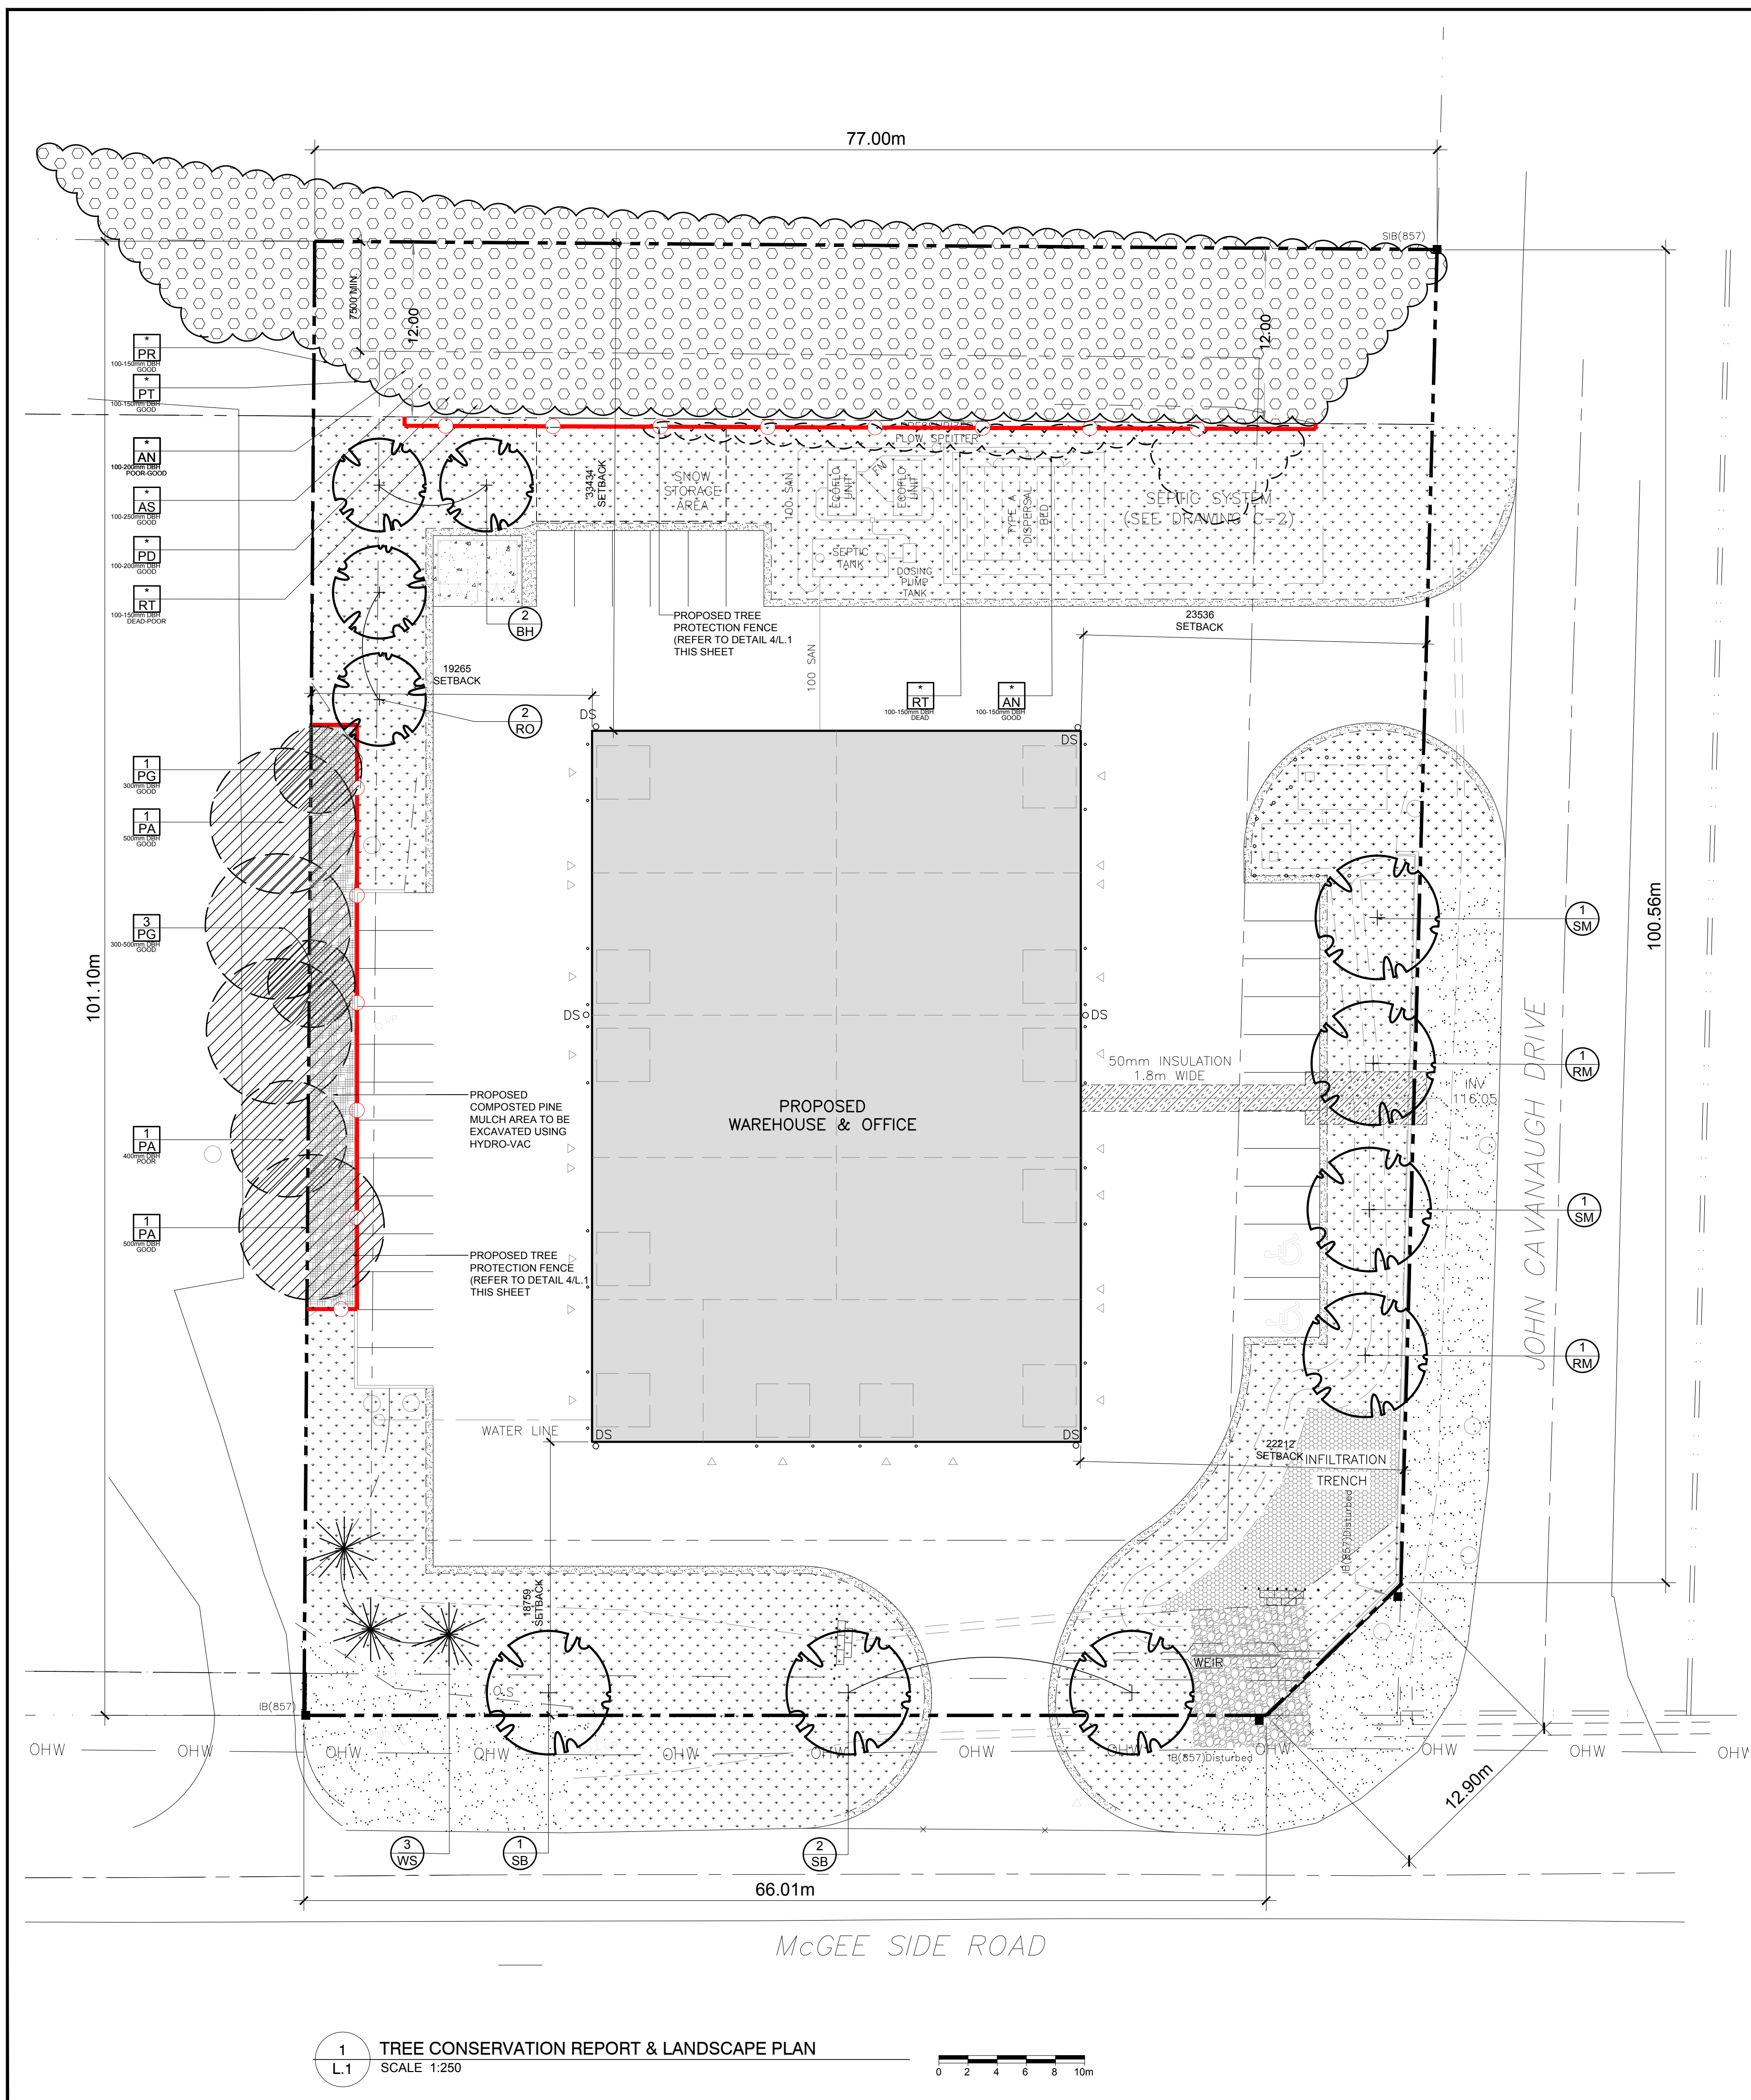 77.00m
SIB(857)
7500 MIN.
12.00
12.00
*
PR
100-150mm DBH
GOOD
*
PT
100-150mm DBH
GOOD
*
AN
100-200mm DBH
POOR-GOOD
*
AS
100-250mm DBH
GOOD
*
PD
100-200mm DBH
GOOD
*
RT
100-150mm DBH
DEAD-POOR
FLOW SPLITTER
33434
SETBACK
SNOW
STORAGE
AREA
100 SAN
ECOFLO
UNIT
FM
ECOFLO
UNIT
TYPE A
DISPERSAL
BED
SEPTIC SYSTEM
(SEE DRAWING C-2)
SEPTIC
TANK
DOSING
PUMP
TANK
2
BH
PROPOSED TREE
PROTECTION FENCE
(REFER TO DETAIL 4/L.1
THIS SHEET
23536
SETBACK
100 SAN
19265
SETBACK
2
RO
*
RT
100-150mm DBH
DEAD
*
AN
100-150mm DBH
GOOD
DS
DS
1
PG
300mm DBH
GOOD
1
PA
500mm DBH
GOOD
3
PG
300-500mm DBH
GOOD
1
SM
101.10m
100.56m
DS
DS
UP
50mm INSULATION
1.8m WIDE
1
RM
INV
116.05
JOHN CAVANAUGH DRIVE
PROPOSED
COMPOSTED PINE
MULCH AREA TO BE
EXCAVATED USING
HYDRO-VAC
PROPOSED
WAREHOUSE & OFFICE
1
PA
400mm DBH
POOR
1
SM
1
PA
500mm DBH
GOOD
PROPOSED TREE
PROTECTION FENCE
(REFER TO DETAIL 4/L.1
THIS SHEET
1
RM
WATER LINE
DS
DS
22212
SETBACK
INFILTRATION
TRENCH
IB(857)Disturbed
18759
SETBACK
WEIR
O.S
IB(857)
OHW
OHW
OHW
OHW
OHW
OHW
OHW
OHW
OHW
OHW
OHW
OHW
IB(857)Disturbed
12.90m
3
WS
1
SB
2
SB
66.01m
McGEE SIDE ROAD
1
L.1
TREE CONSERVATION REPORT & LANDSCAPE PLAN
SCALE 1:250
0 2 4 6 8 10m